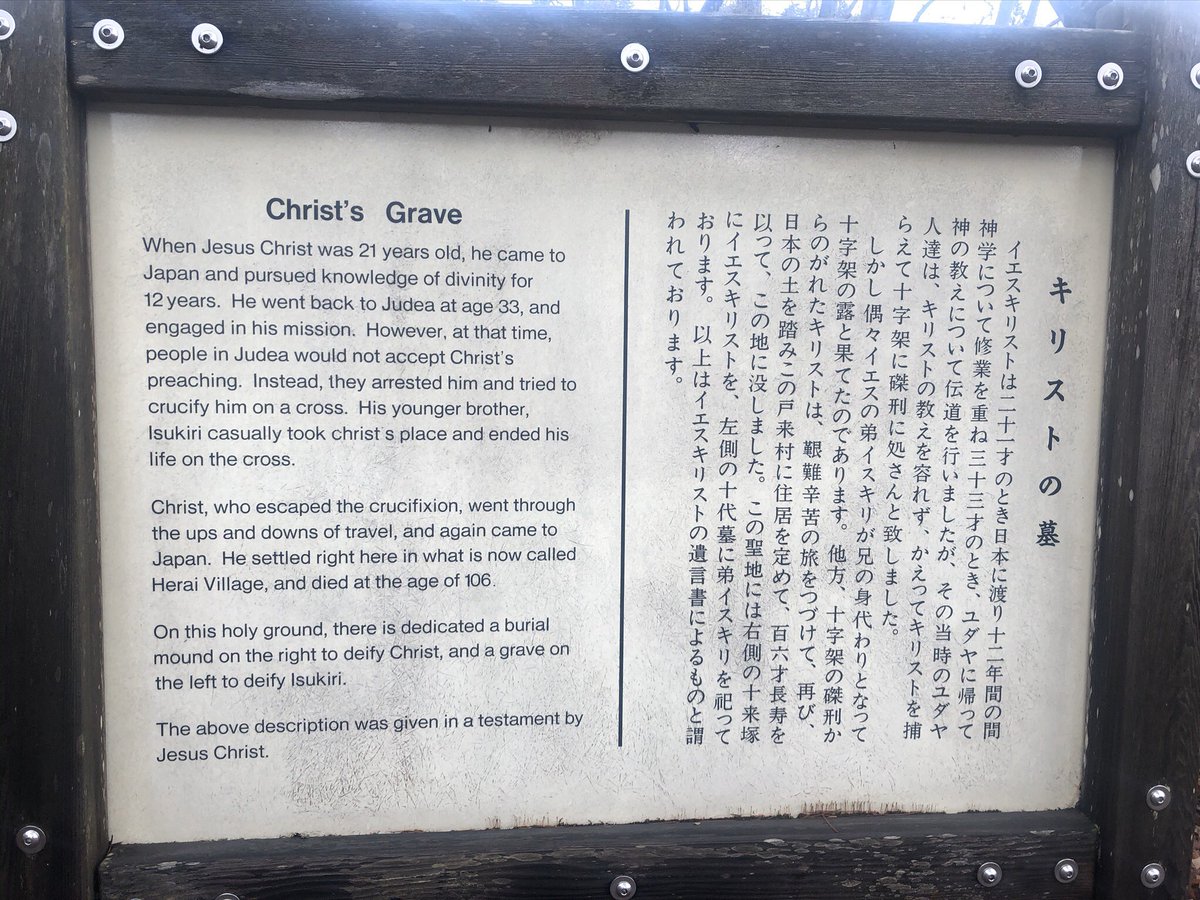 Christ's Grave
When Jesus Christ was 21 years old, he came to
Japan and pursued knowledge of divinity for
12 years. He went back to Judea at age 33, and
engaged in his mission. However, at that time,
people in Judea would not accept Christ's
preaching. Instead, they arrested him and tried to
crucify him on a cross. His younger brother,
Isukiri casually took christ's place and ended his
life on the cross.
Christ, who escaped the crucifixion, went through
the ups and downs of travel, and again came to
Japan. He settled right here in what is now called
Herai Village, and died at the age of 106.
On this holy ground, there is dedicated a burial
mound on the right to deify Christ, and a grave on
the left to deify Isukiri.
The above description was given in a testament by
Jesus Christ.
キリストの墓
イエスキリストは二十一才のとき日本に渡り十二年間の間
神学について修業を重ね三十三才のとき、ユダヤに帰って
神の教えについて伝道を行いましたが、その当時のユダヤ
人達は、キリストの教えを容れず、かえってキリストを捕
らえて十字架に磔刑に処さんと致しました。
しかし偶々イエスの弟イスキリが兄の身代わりとなって
十字架の露と果てたのであります。他方、十字架の磔刑か
らのがれたキリストは、艱難辛苦の旅をつづけて、再び、
日本の土を踏みこの戸来村に住居を定めて、百六才長寿を
以つて、この地に没しました。この聖地には右側の十来塚
にイエスキリストを、左側の十代墓に弟イスキリを祀って
おります。以上はイエスキリストの遺言書によるものと謂
われております。